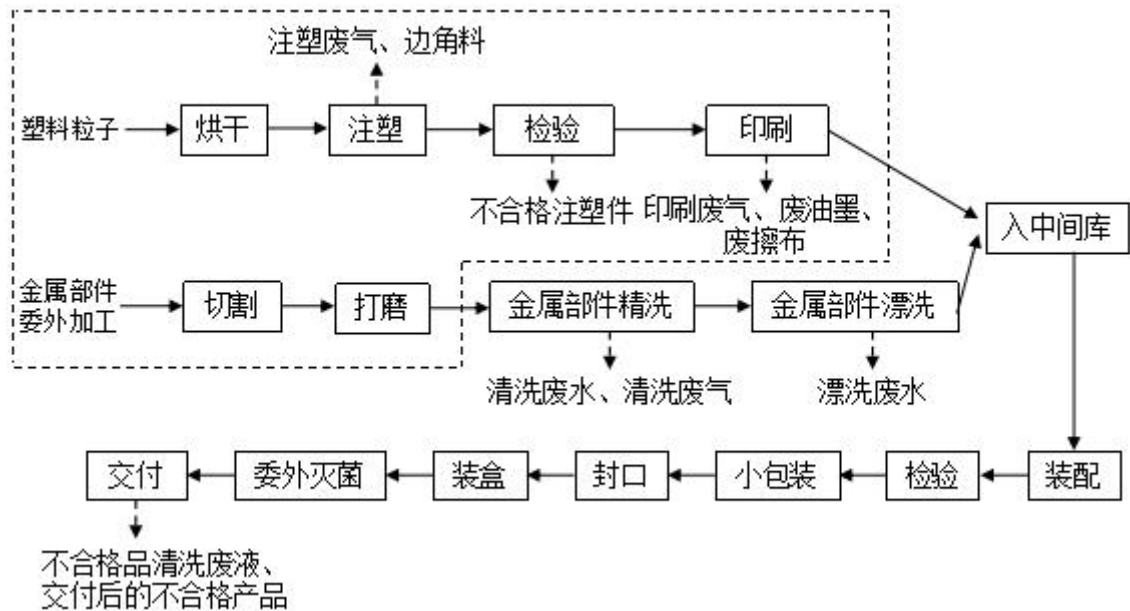 注塑废气、边角料
塑料粒子
烘干
注塑
检验
印刷
不合格注塑件
印刷废气、废油墨、
废擦布
入中间库
金属部件
委外加工
切割
打磨
金属部件精洗
金属部件漂洗
清洗废水、清洗废气
漂洗废水
交付
委外灭菌
装盒
封口
小包装
检验
装配
不合格品清洗废液、
交付后的不合格产品